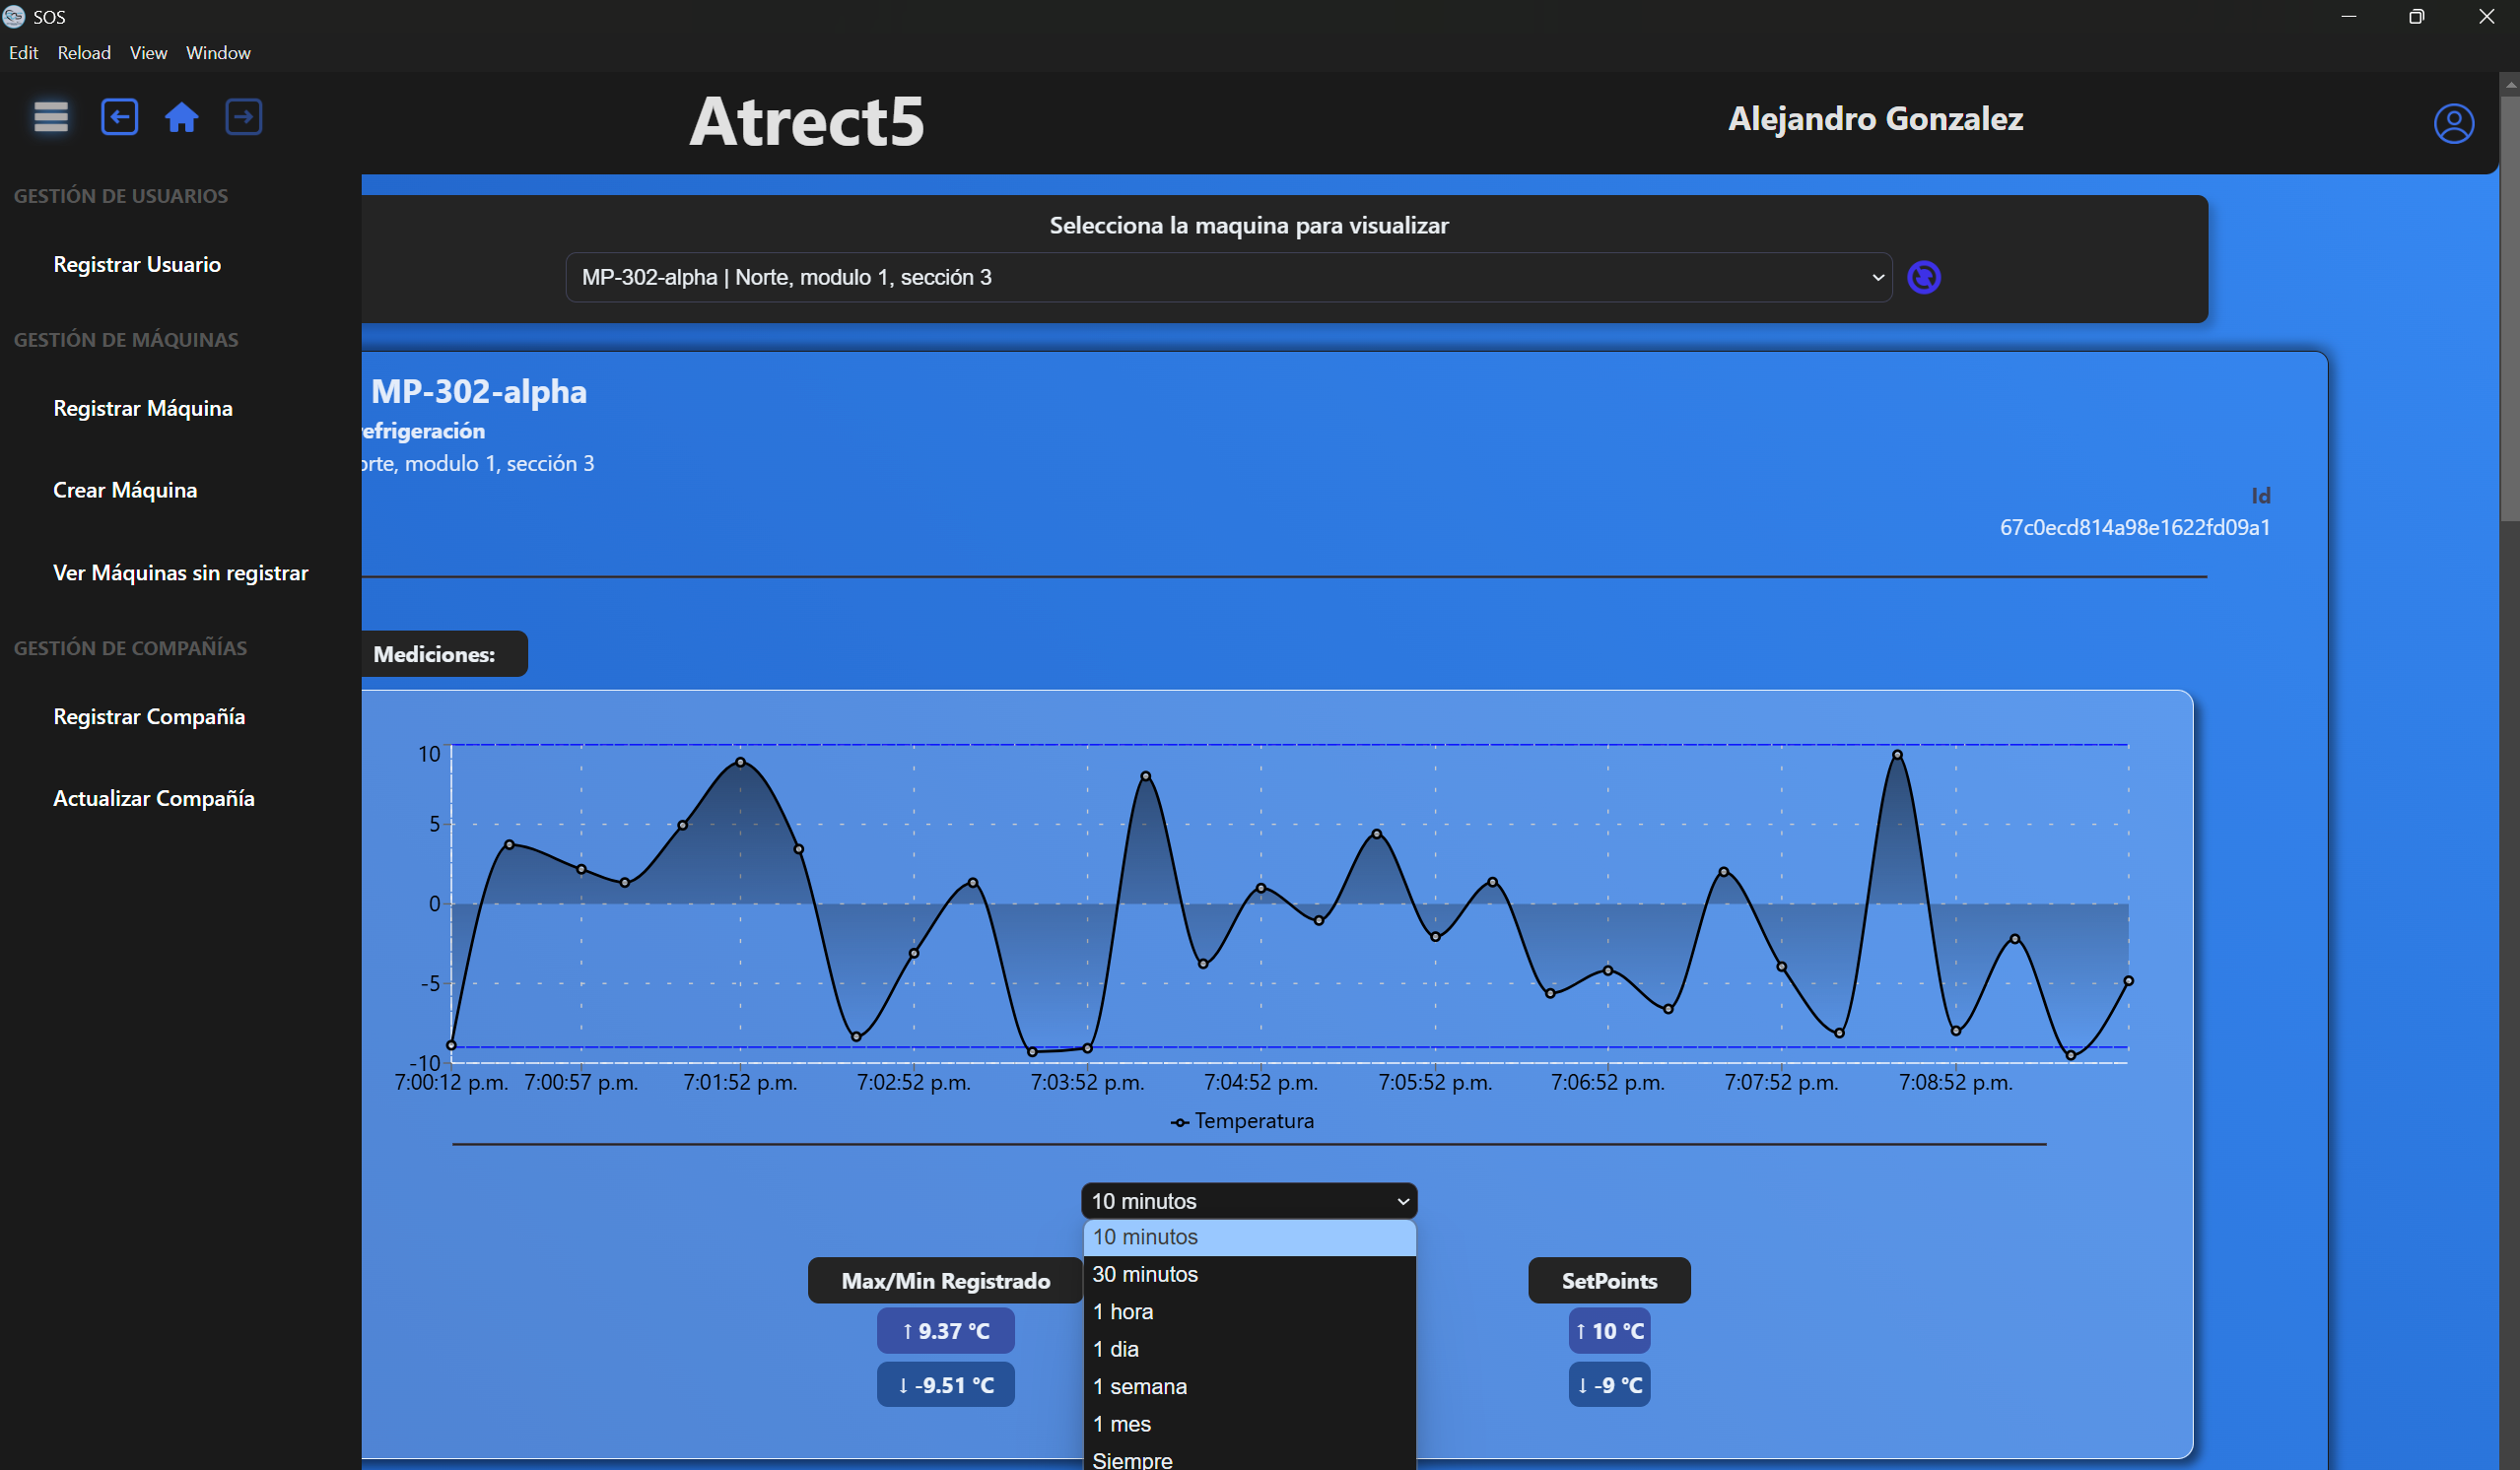 SOS
Edit Reload View Window
Atrect5
Alejandro Gonzalez
GESTIÓN DE USUARIOS
Registrar Usuario
GESTIÓN DE MÁQUINAS
Registrar Máquina
Crear Máquina
Ver Máquinas sin registrar
GESTIÓN DE COMPAÑÍAS
Registrar Compañía
Actualizar Compañía
Selecciona la maquina para visualizar
MP-302-alpha | Norte, modulo 1, sección 3
MP-302-alpha
efrigeración
orte, modulo 1, sección 3
Id
67c0ecd814a98e1622fd09a1
Mediciones:
10
5
0
-5
-10
7:00:12 p.m. 7:00:57 p.m. 7:01:52 p.m. 7:02:52 p.m. 7:03:52 p.m. 7:04:52 p.m. 7:05:52 p.m. 7:06:52 p.m. 7:07:52 p.m. 7:08:52 p.m.
Temperatura
10 minutos
10 minutos
30 minutos
1 hora
1 dia
1 semana
1 mes
Siempre
Max/Min Registrado
↑ 9.37 °C
↓ -9.51 °C
SetPoints
↑ 10 °C
↓ -9 °C